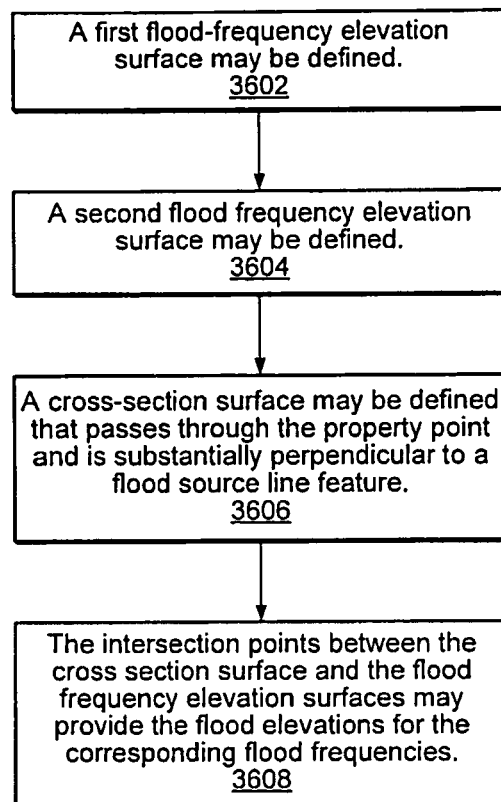 A first flood-frequency elevation
surface may be defined.
3602
A second flood frequency elevation
surface may be defined.
3604
A cross-section surface may be defined
that passes through the property point
and is substantially perpendicular to a
flood source line feature.
3606
The intersection points between the
cross section surface and the flood
frequency elevation surfaces may
provide the flood elevations for the
corresponding flood frequencies.
3608